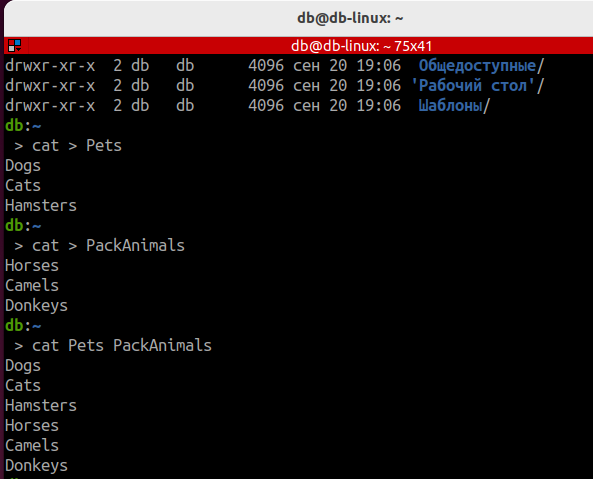 db@db-linux: ~
db@db-linux: ~ 75x41
drwxr-xr-x  2 db   db      4096 сен 20 19:06  Общедоступные/
drwxr-xr-x  2 db   db      4096 сен 20 19:06 'Рабочий стол'/
drwxr-xr-x  2 db   db      4096 сен 20 19:06  Шаблоны/
db:~
 > cat > Pets
Dogs
Cats
Hamsters
db:~
 > cat > PackAnimals
Horses
Camels
Donkeys
db:~
 > cat Pets PackAnimals
Dogs
Cats
Hamsters
Horses
Camels
Donkeys